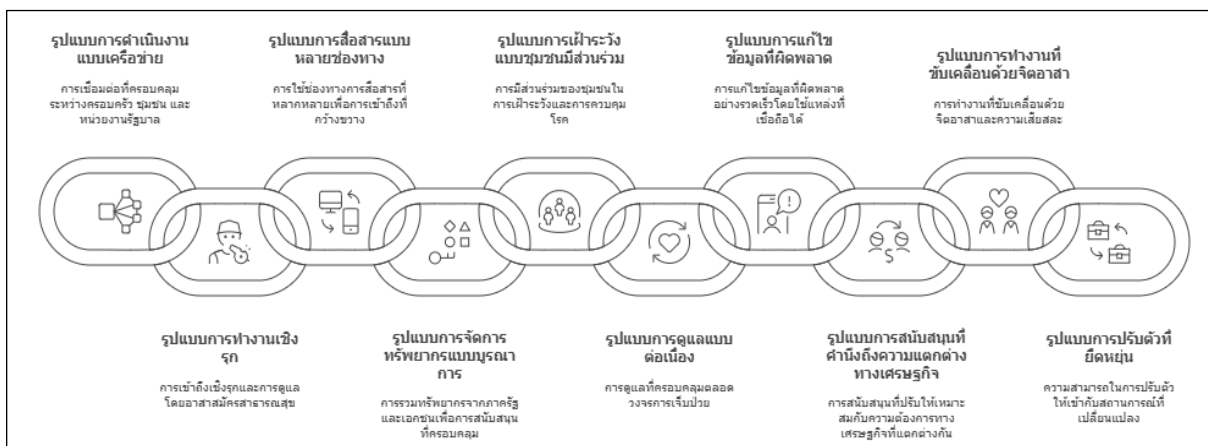 รูปแบบการดำเนินงาน
แบบเครือข่าย
การเชื่อมต่อที่ครอบคลุม
ระหว่างครอบครัว ชุมชน และ
หน่วยงานรัฐบาล
รูปแบบการสื่อสารแบบ
หลายช่องทาง
การใช้ช่องทางการสื่อสารที่
หลากหลายเพื่อการเข้าถึงที่
กว้างขวาง
รูปแบบการเฝ้าระวัง
แบบชุมชนมีส่วนร่วม
การมีส่วนร่วมของชุมชนใน
การเฝ้าระวังและการควบคุม
โรค
รูปแบบการแก้ไข
ข้อมูลที่ผิดพลาด
การแก้ไขข้อมูลที่ผิดพลาด
อย่างรวดเร็วโดยใช้แหล่งที่
เชื่อถือได้
รูปแบบการทำงานที่
ขับเคลื่อนด้วยจิตอาสา
การทำงานที่ขับเคลื่อนด้วย
จิตอาสาและความเสียสละ
รูปแบบการทำงานเชิง
รุก
การเข้าถึงเชิงรุกและการดูแล
โดยอาสาสมัครสาธารณสุข
รูปแบบการจัดการ
ทรัพยากรแบบบูรณา
การ
การรวมทรัพยากรจากภาครัฐ
และเอกชนเพื่อการสนับสนุน
ที่ครอบคลุม
รูปแบบการดูแลแบบ
ต่อเนื่อง
การดูแลที่ครอบคลุมตลอด
วงจรการเจ็บป่วย
รูปแบบการสนับสนุนที่
คำนึงถึงความแตกต่าง
ทางเศรษฐกิจ
การสนับสนุนที่ปรับให้เหมาะ
สมกับความต้องการทาง
เศรษฐกิจที่แตกต่างกัน
รูปแบบการปรับตัวที่
ยืดหยุ่น
ความสามารถในการปรับตัว
ให้เข้ากับสถานการณ์ที่
เปลี่ยนแปลง